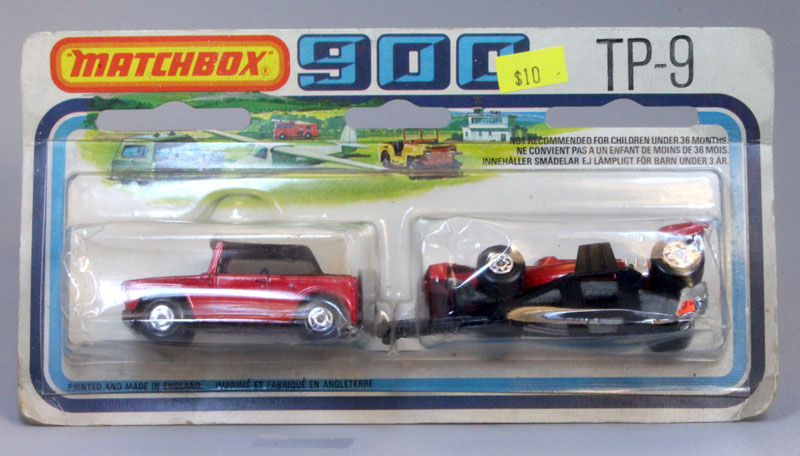 MATCHBOX®
900
$10
TP-9
NOT RECOMMENDED FOR CHILDREN UNDER 36 MONTHS.
NE CONVIENT PAS A UN ENFANT DE MOINS DE 36 MOIS.
INNEHÅLLER SMÅDELAR EJ LÄMPLIGT FÖR BARN UNDER 3 ÅR.
PRINTED AND MADE IN ENGLAND. IMPRIMÉ ET FABRIQUÉ EN ANGLETERRE